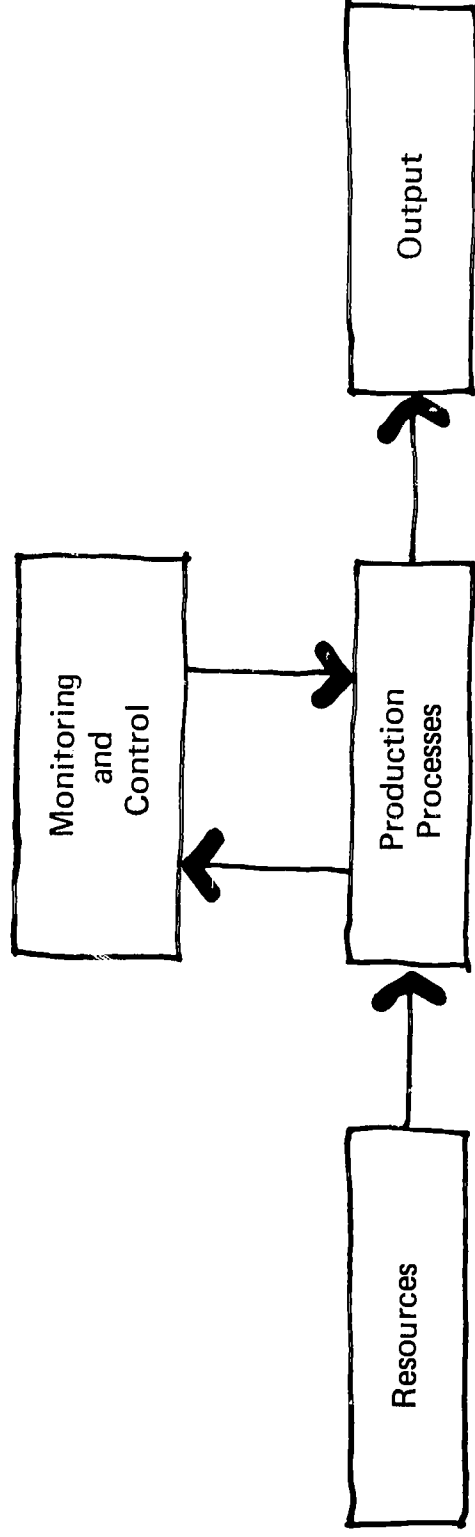 Monitoring
and
Control
Resources
Production
Processes
Output